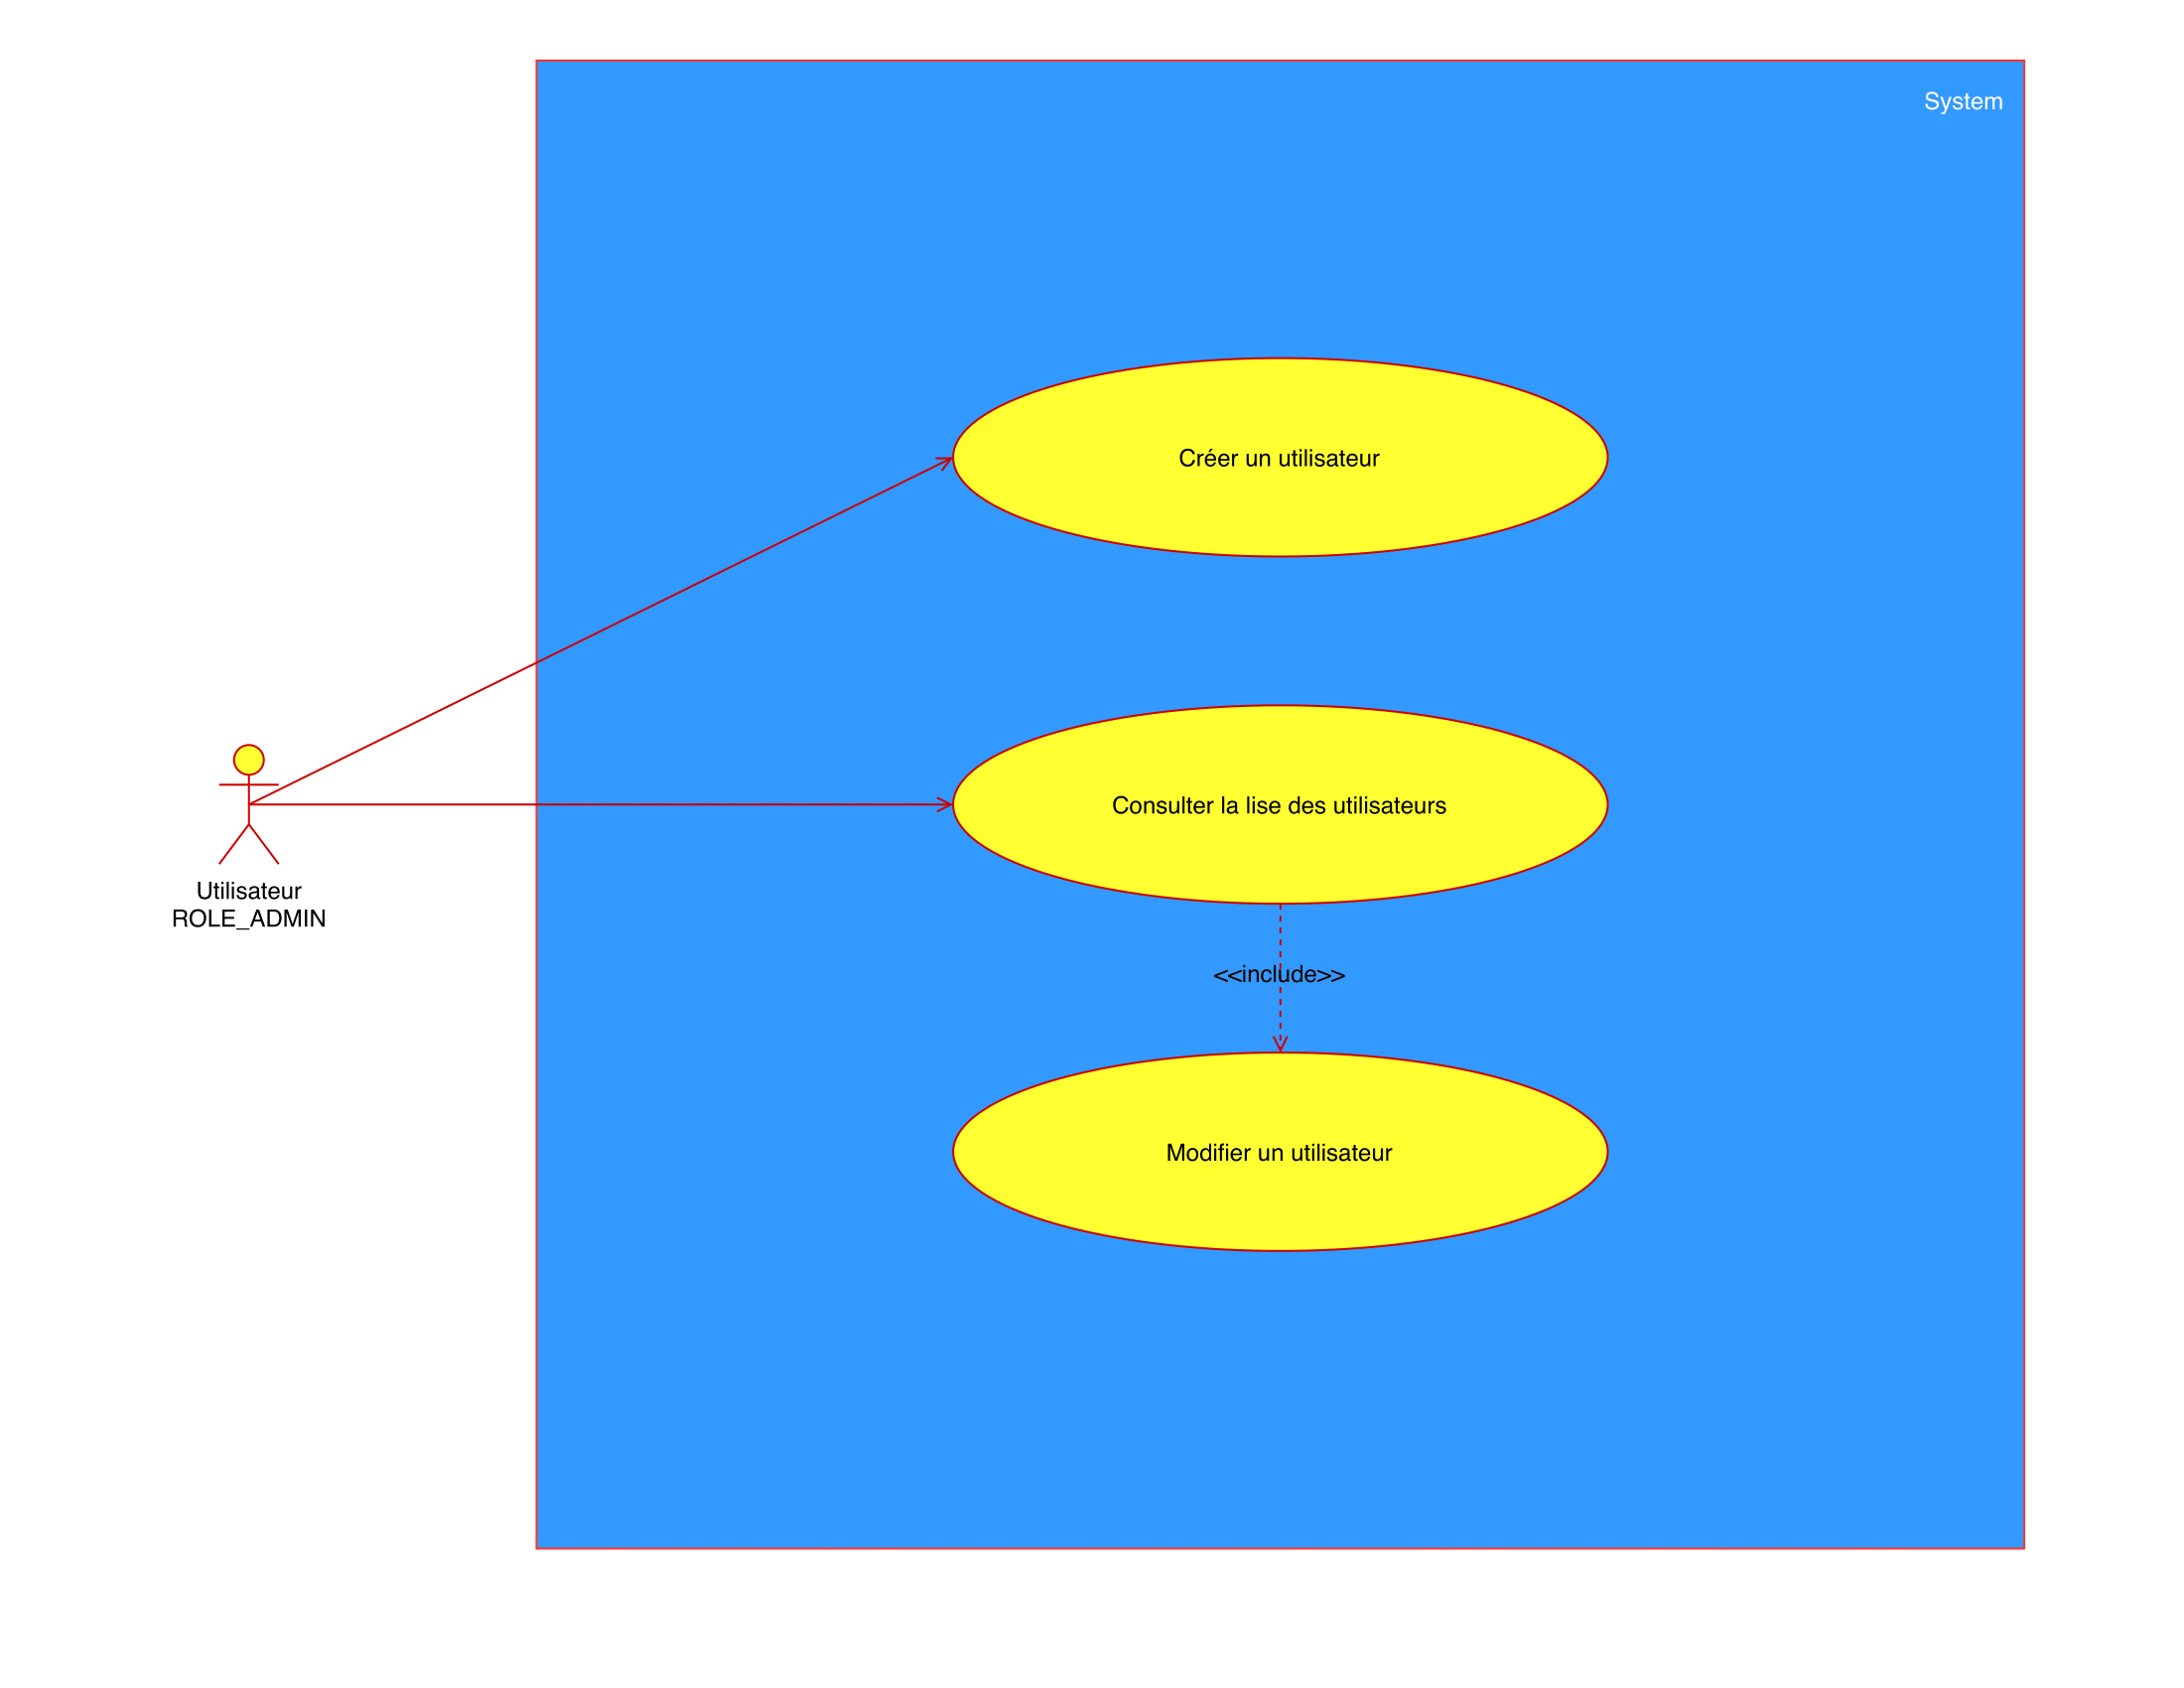 System
Créer un utilisateur
Consulter la lise des utilisateurs
Utilisateur
ROLE_ADMIN
<<include>>
Modifier un utilisateur